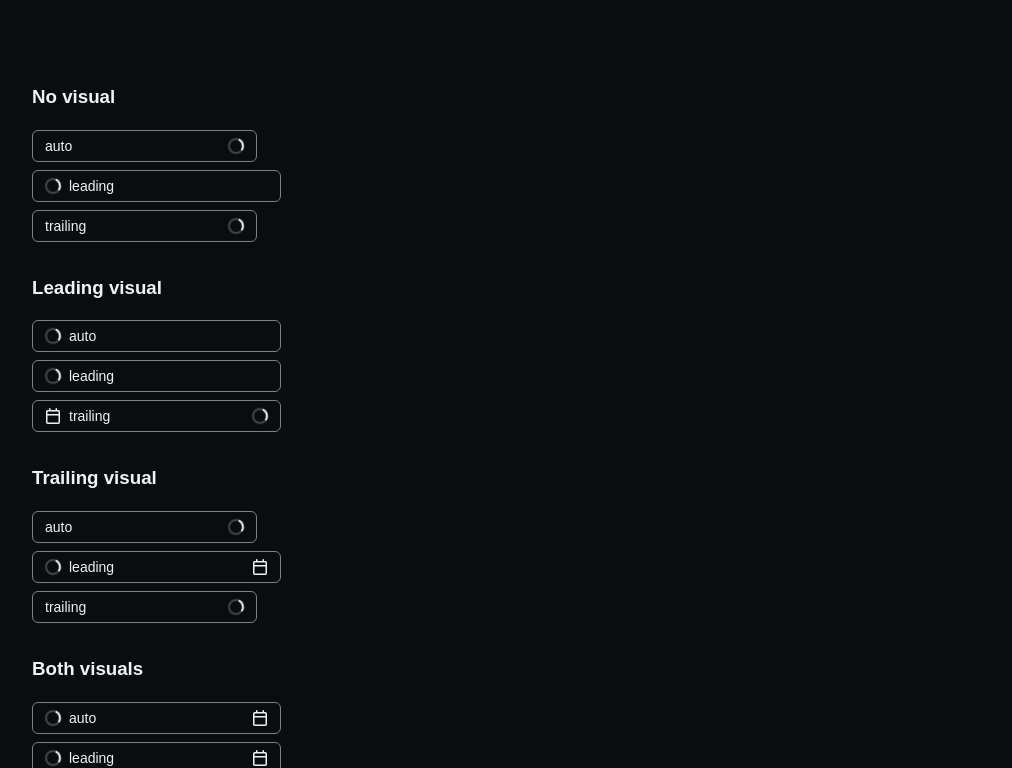 No visual
auto
leading
trailing
Leading visual
auto
leading
trailing
Trailing visual
auto
leading
trailing
Both visuals
auto
leading